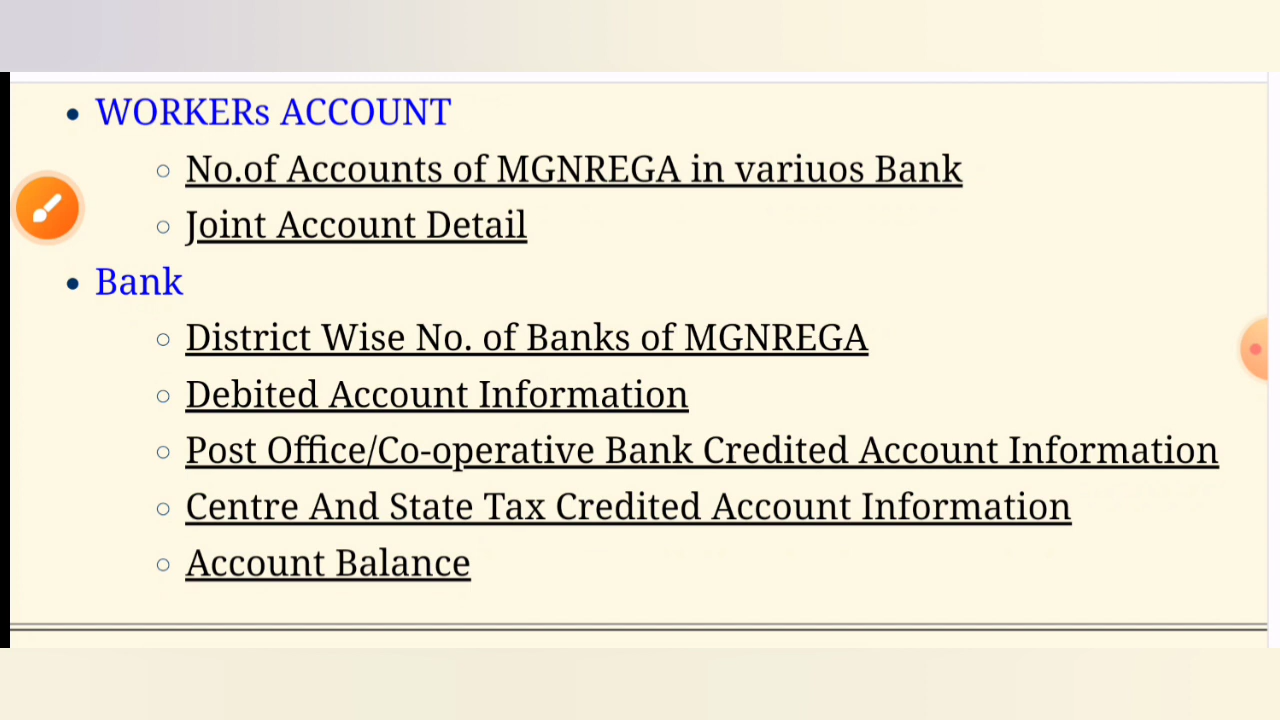 WORKERs ACCOUNT
No.of Accounts of MGNREGA in variuos Bank
Joint Account Detail
Bank
District Wise No. of Banks of MGNREGA
Debited Account Information
Post Office/Co-operative Bank Credited Account Information
Centre And State Tax Credited Account Information
Account Balance